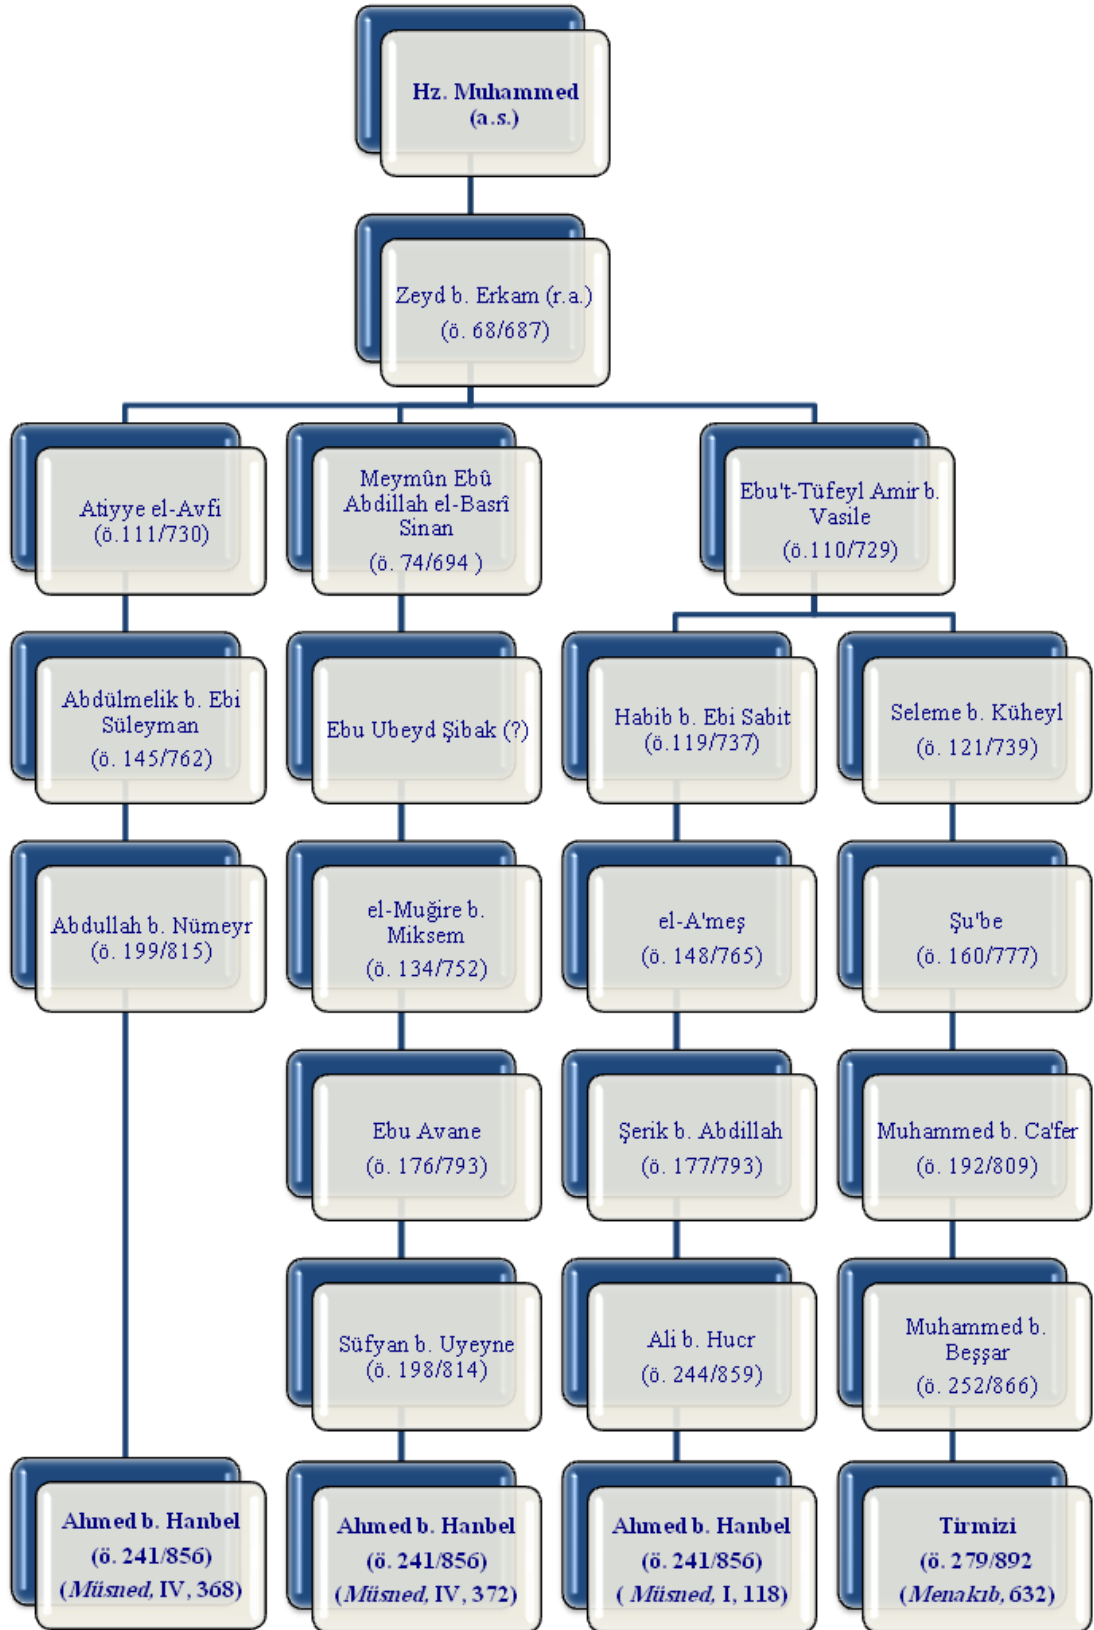 Hz. Muhammed
(a.s.)
Zeyd b. Erkam (r.a.)
(ö. 68/687)
Atiyye el-Avfi
(ö.111/730)
Meymûn Ebû
Abdillah el-Basrî
Sinan
(ö. 74/694 )
Ebu't-Tüfeyl Amir b.
Vasile
(ö.110/729)
Abdülmelik b. Ebi
Süleyman
(ö. 145/762)
Ebu Ubeyd Şibak (?)
Habib b. Ebi Sabit
(ö.119/737)
Seleme b. Küheyl
(ö. 121/739)
Abdullah b. Nümeyr
(ö. 199/815)
el-Muğire b.
Miksem
(ö. 134/752)
el-A'meş
(ö. 148/765)
Şu'be
(ö. 160/777)
Ebu Avane
(ö. 176/793)
Şerik b. Abdillah
(ö. 177/793)
Muhammed b. Ca'fer
(ö. 192/809)
Süfyan b. Uyeyne
(ö. 198/814)
Ali b. Hucr
(ö. 244/859)
Muhammed b.
Beşşar
(ö. 252/866)
Ahmed b. Hanbel
(ö. 241/856)
(Müsned, IV, 368)
Ahmed b. Hanbel
(ö. 241/856)
(Müsned, IV, 372)
Ahmed b. Hanbel
(ö. 241/856)
( Müsned, I, 118)
Tirmizi
(ö. 279/892
(Menakıb, 632)